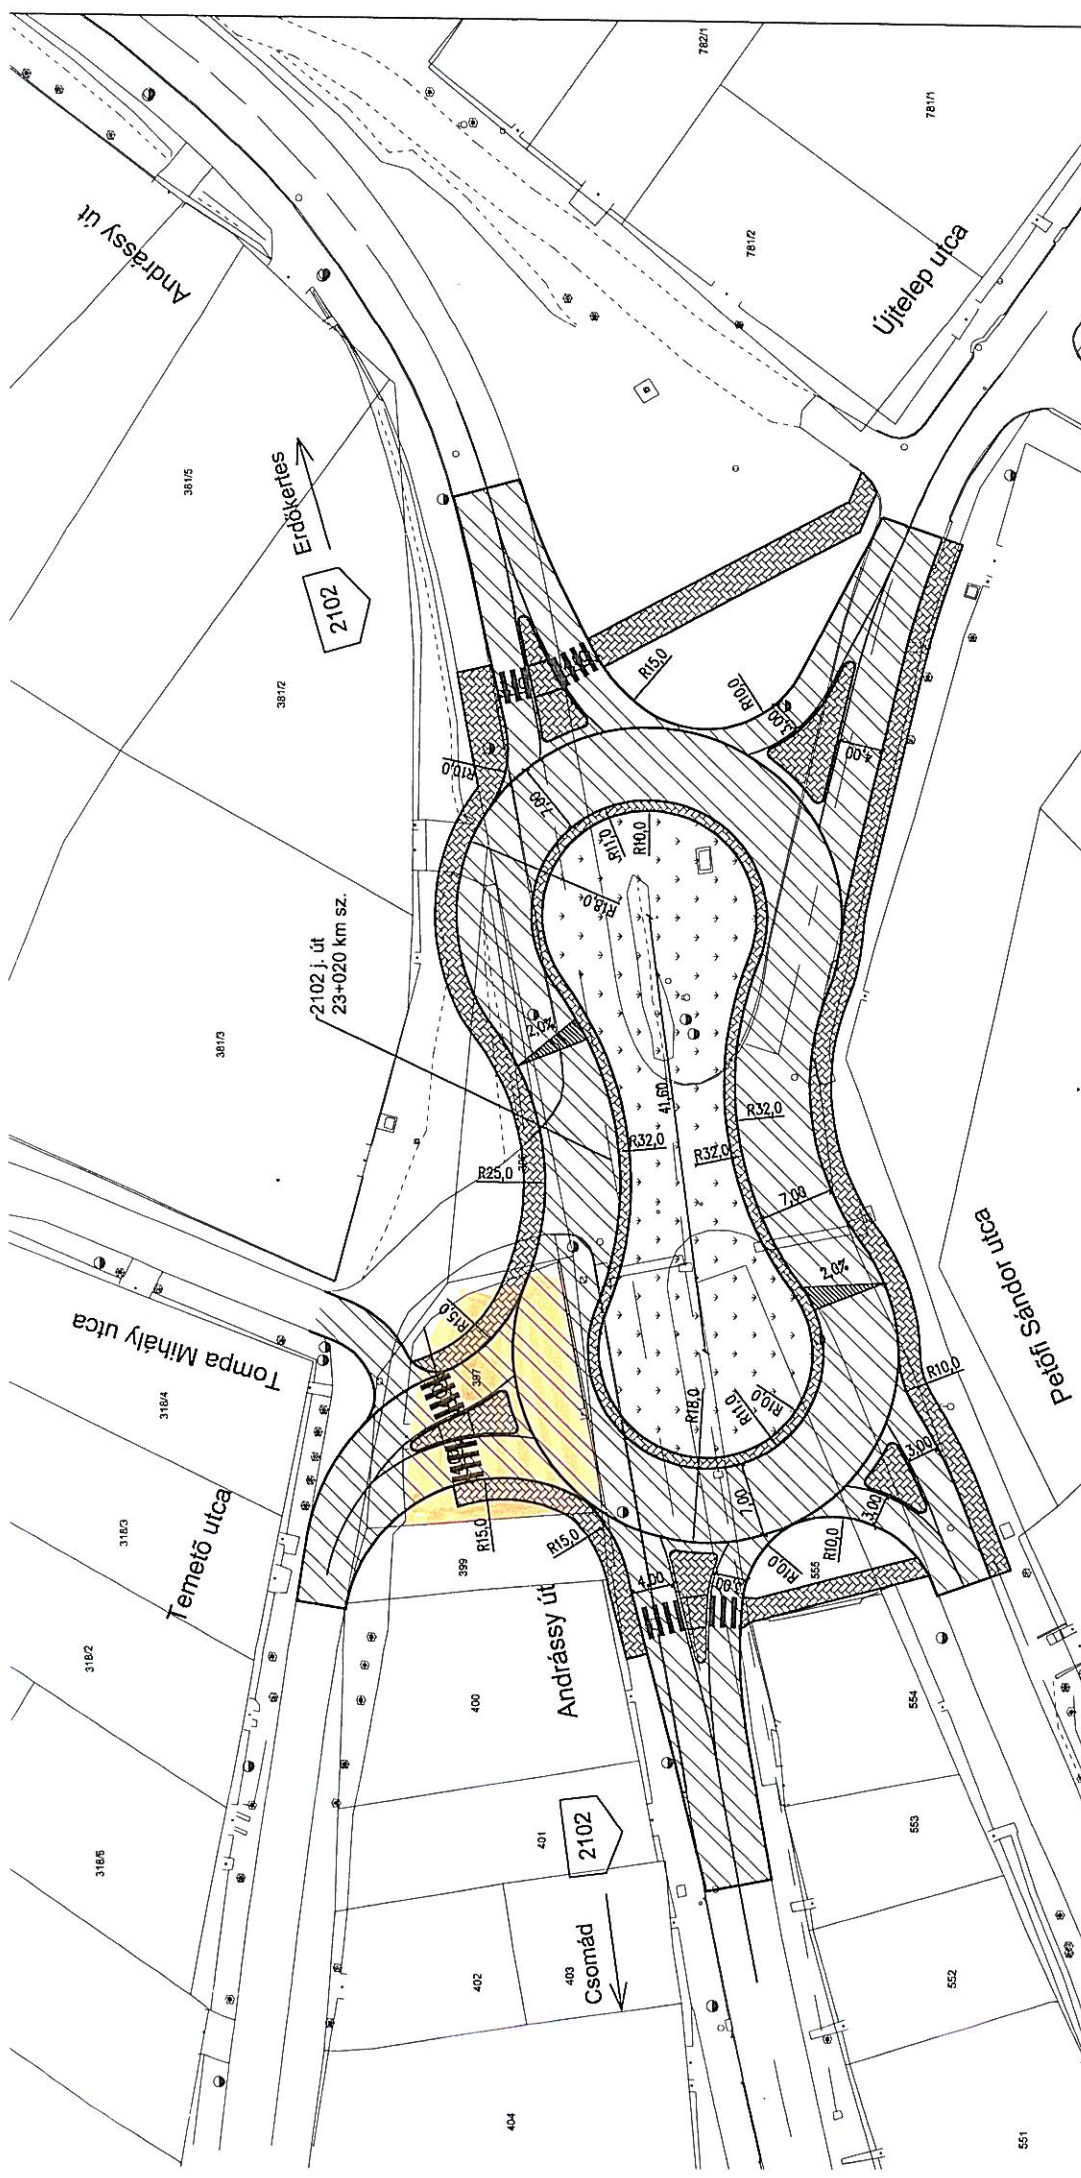 782/1
781/1
781/2
Andrássy út
Újtelep utca
381/5
Erdőkertes
2102
381/2
R15,0
R10,0
3,00
4,00
R10,0
7,00
R11,0
R10,0
R18,0
2102 j. út
23+020 km sz.
381/3
2,0%
41,60
R32,0
R32,0
R32,0
R25,0
7,00
2,0%
Tompa Mihály utca
Petőfi Sándor utca
R15,0
397
318/4
R18,0
R11,0
R10,0
R10,0
3,00
3,00
7,00
Temető utca
318/3
R15,0
R15,0
399
R10,0
R10,0
555
4,00
3,00
Andrássy út
318/2
400
554
318/6
401
2102
553
402
403
Csomád
552
404
551